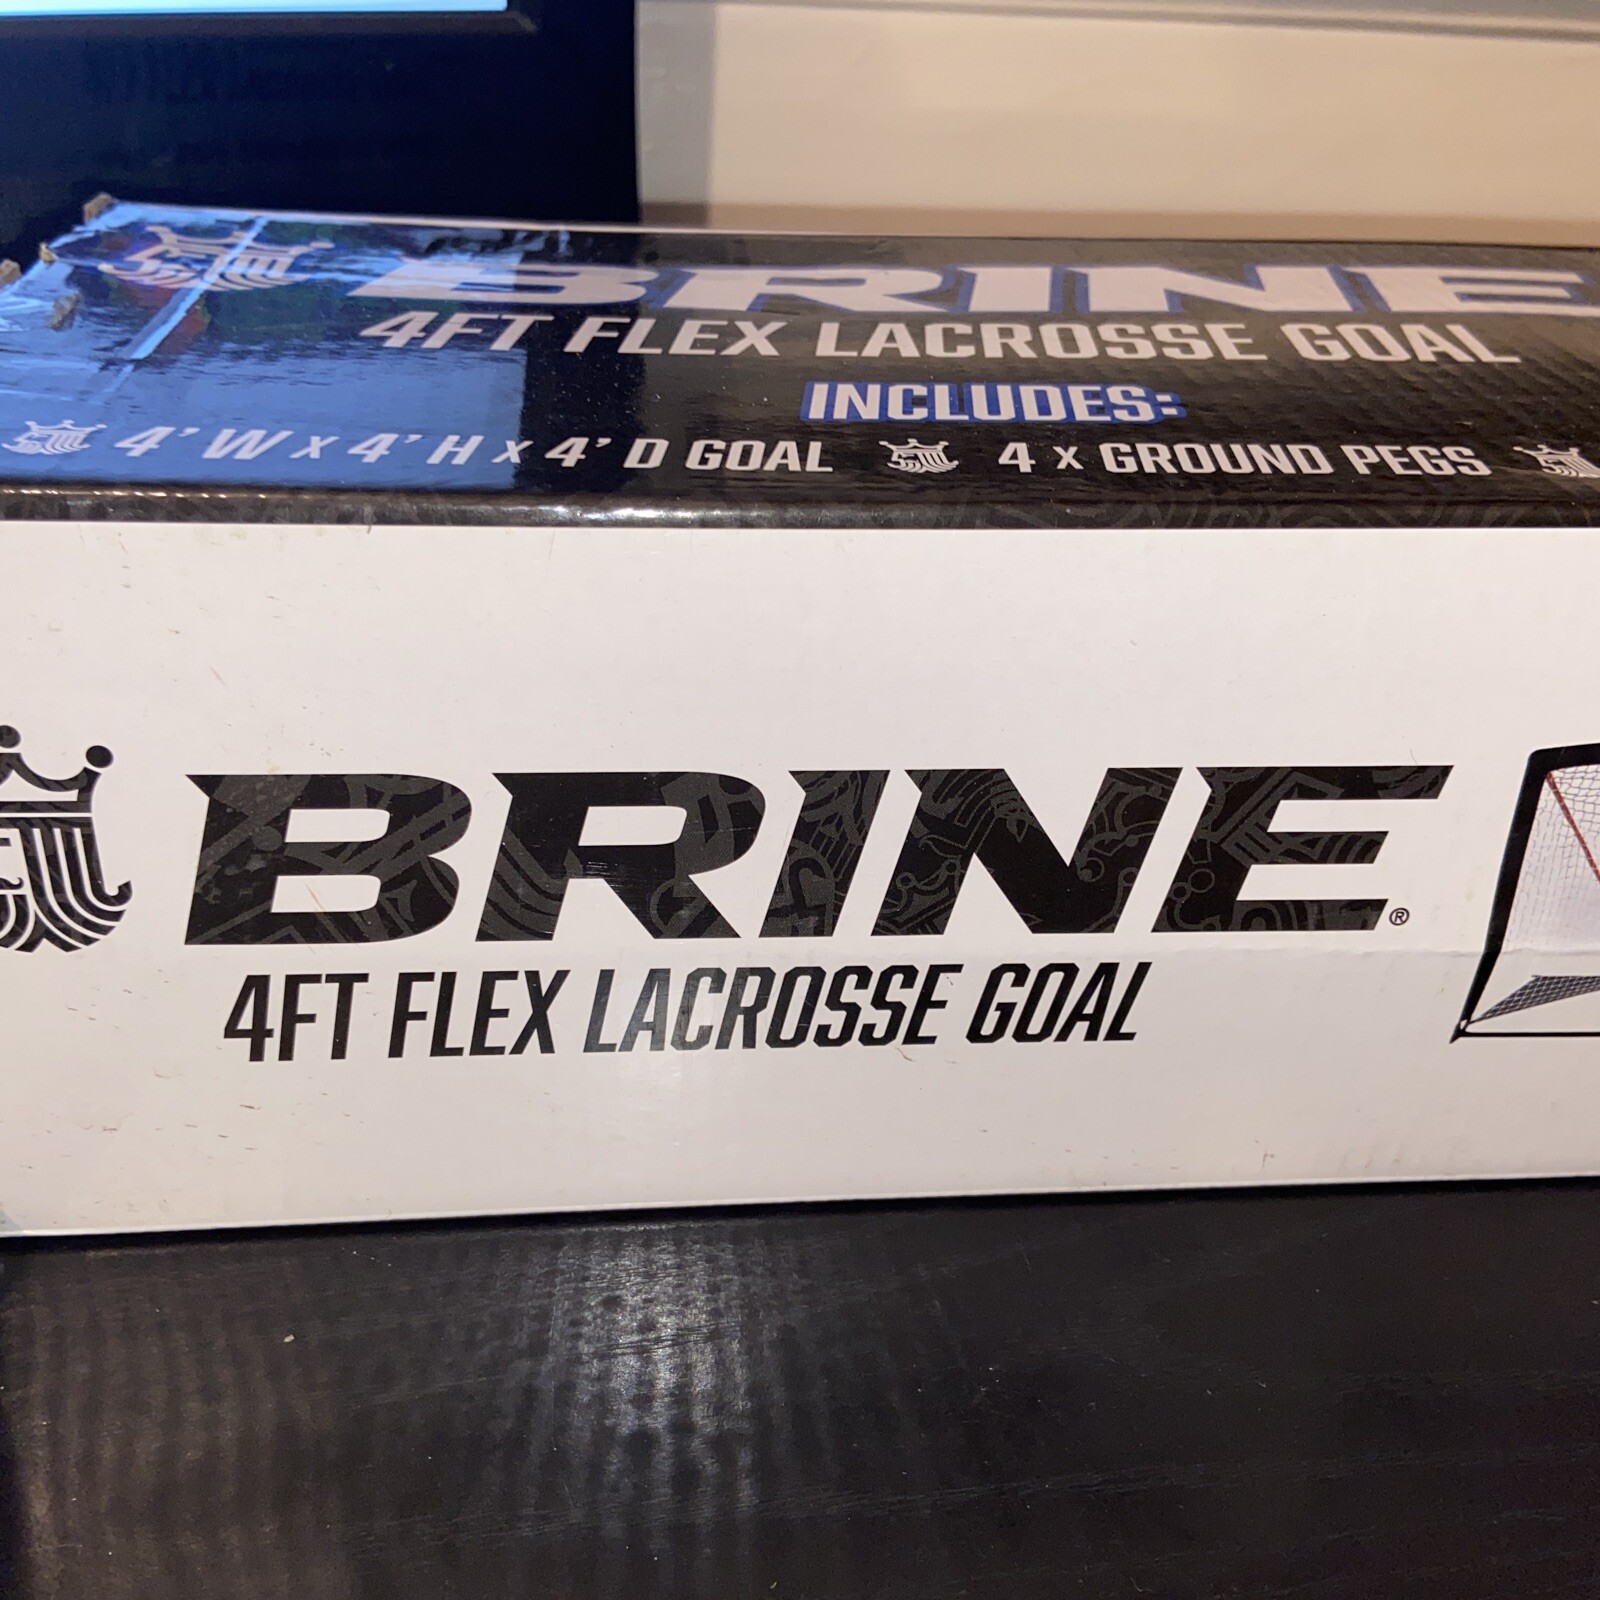 BRINE
4FT FLEX LACROSSE GOAL
INCLUDES:
4' W x 4' H x 4' D GOAL 4 x GROUND PEGS
BRINE®
4FT FLEX LACROSSE GOAL